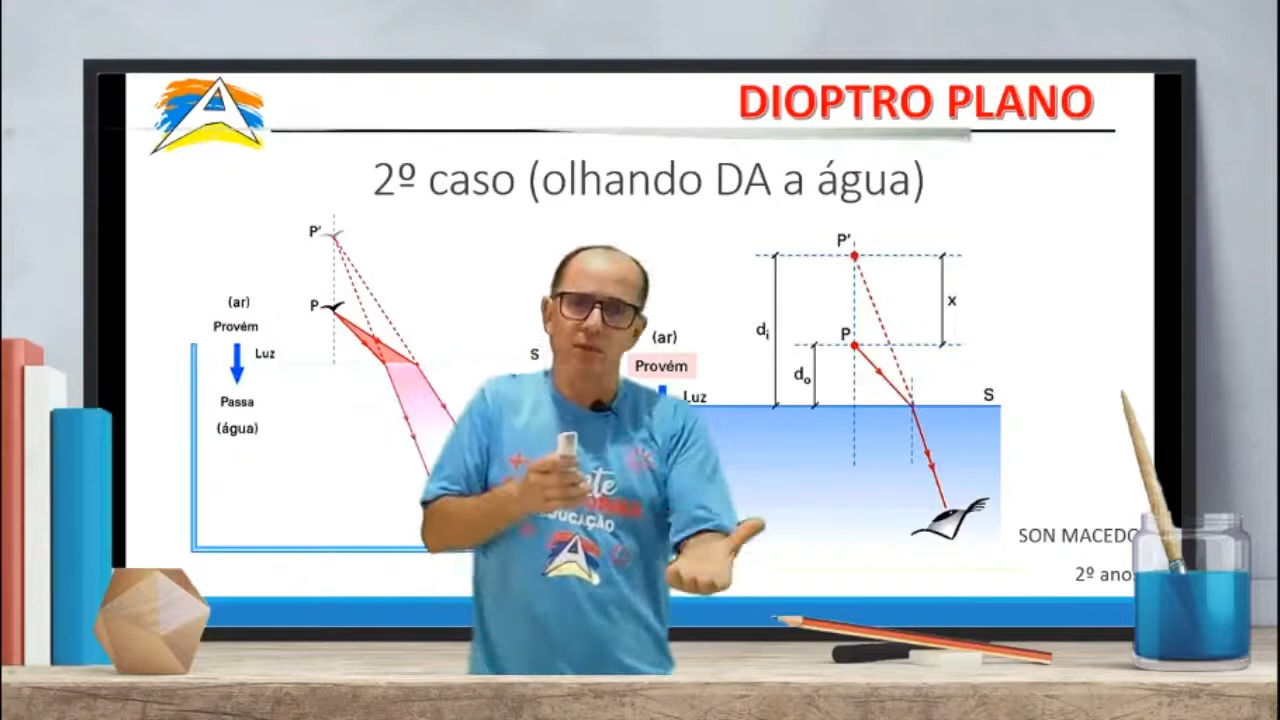 DIOPTRO PLANO
2º caso (olhando DA a água)
P'
P
(ar)
Provém
Luz
Passa
(água)
S
(ar)
Provém
Luz
P'
P
x
di
do
S
SON MACEDO
2º ano
EDUCAÇÃO